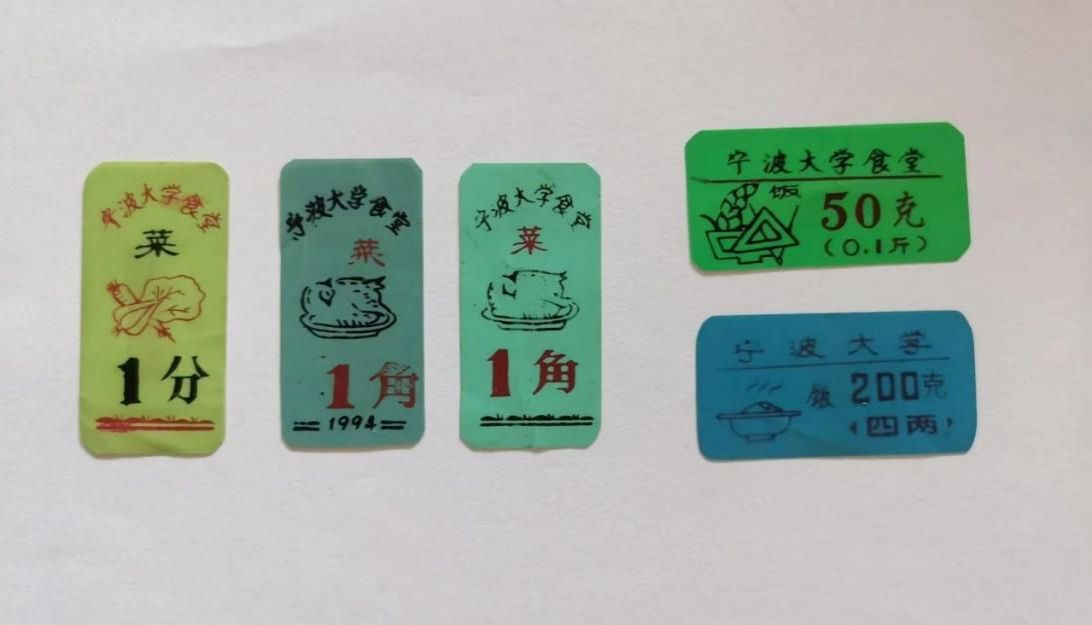 宁波大学食堂
菜
1分
宁波大学食堂
菜
1角
1994
宁波大学食堂
菜
1角
宁波大学食堂
饭 50克
(0.1斤)
宁波大学
饭 200克
(四两)